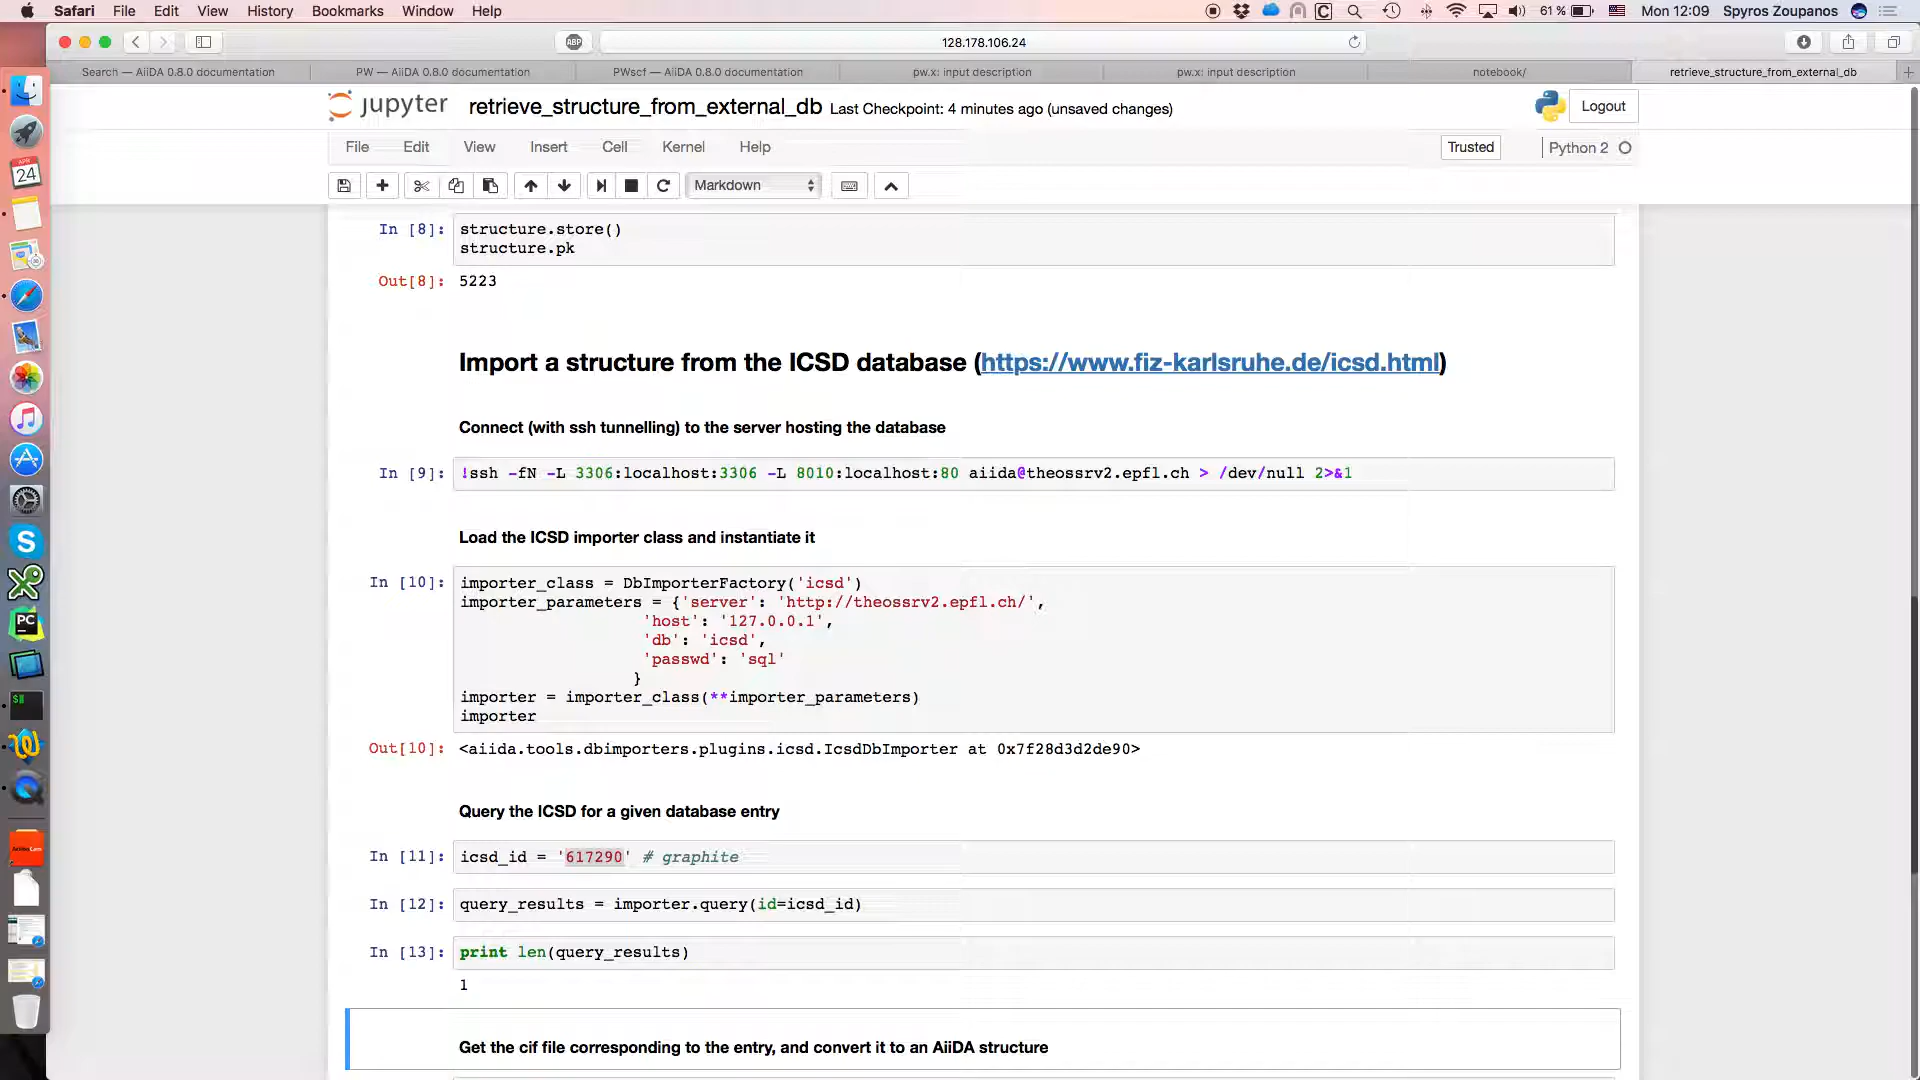 Safari File Edit View History Bookmarks Window Help 61 % Mon 12:09 Spyros Zoupanos
ABP 128.178.106.24
Search — AiiDA 0.8.0 documentation PW — AiiDA 0.8.0 documentation PWscf — AiiDA 0.8.0 documentation pw.x: input description pw.x: input description notebook/ retrieve_structure_from_external_db
jupyter retrieve_structure_from_external_db Last Checkpoint: 4 minutes ago (unsaved changes) Logout
File Edit View Insert Cell Kernel Help Trusted Python 2
Markdown
In [8]: structure.store()
structure.pk
Out[8]: 5223
Import a structure from the ICSD database (https://www.fiz-karlsruhe.de/icsd.html)
Connect (with ssh tunnelling) to the server hosting the database
In [9]: !ssh -fN -L 3306:localhost:3306 -L 8010:localhost:80 aiida@theossrv2.epfl.ch > /dev/null 2>&1
Load the ICSD importer class and instantiate it
In [10]: importer_class = DbImporterFactory('icsd')
importer_parameters = {'server': 'http://theossrv2.epfl.ch/',
'host': '127.0.0.1',
'db': 'icsd',
'passwd': 'sql'
}
importer = importer_class(**importer_parameters)
importer
Out[10]: <aiida.tools.dbimporters.plugins.icsd.IcsdDbImporter at 0x7f28d3d2de90>
Query the ICSD for a given database entry
In [11]: icsd_id = '617290' # graphite
In [12]: query_results = importer.query(id=icsd_id)
In [13]: print len(query_results)
1
Get the cif file corresponding to the entry, and convert it to an AiiDA structure
APR
24
S
PC